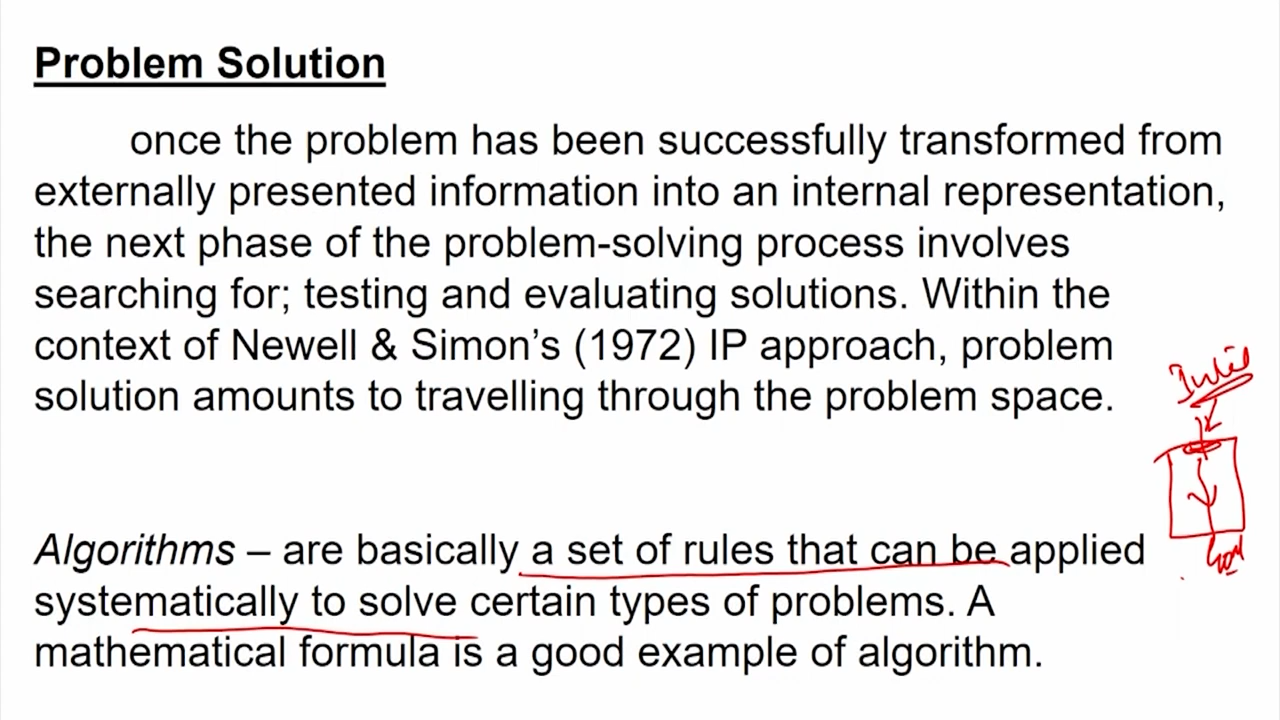 Problem Solution
once the problem has been successfully transformed from
externally presented information into an internal representation,
the next phase of the problem-solving process involves
searching for; testing and evaluating solutions. Within the
context of Newell & Simon’s (1972) IP approach, problem
solution amounts to travelling through the problem space.
Algorithms – are basically a set of rules that can be applied
systematically to solve certain types of problems. A
mathematical formula is a good example of algorithm.